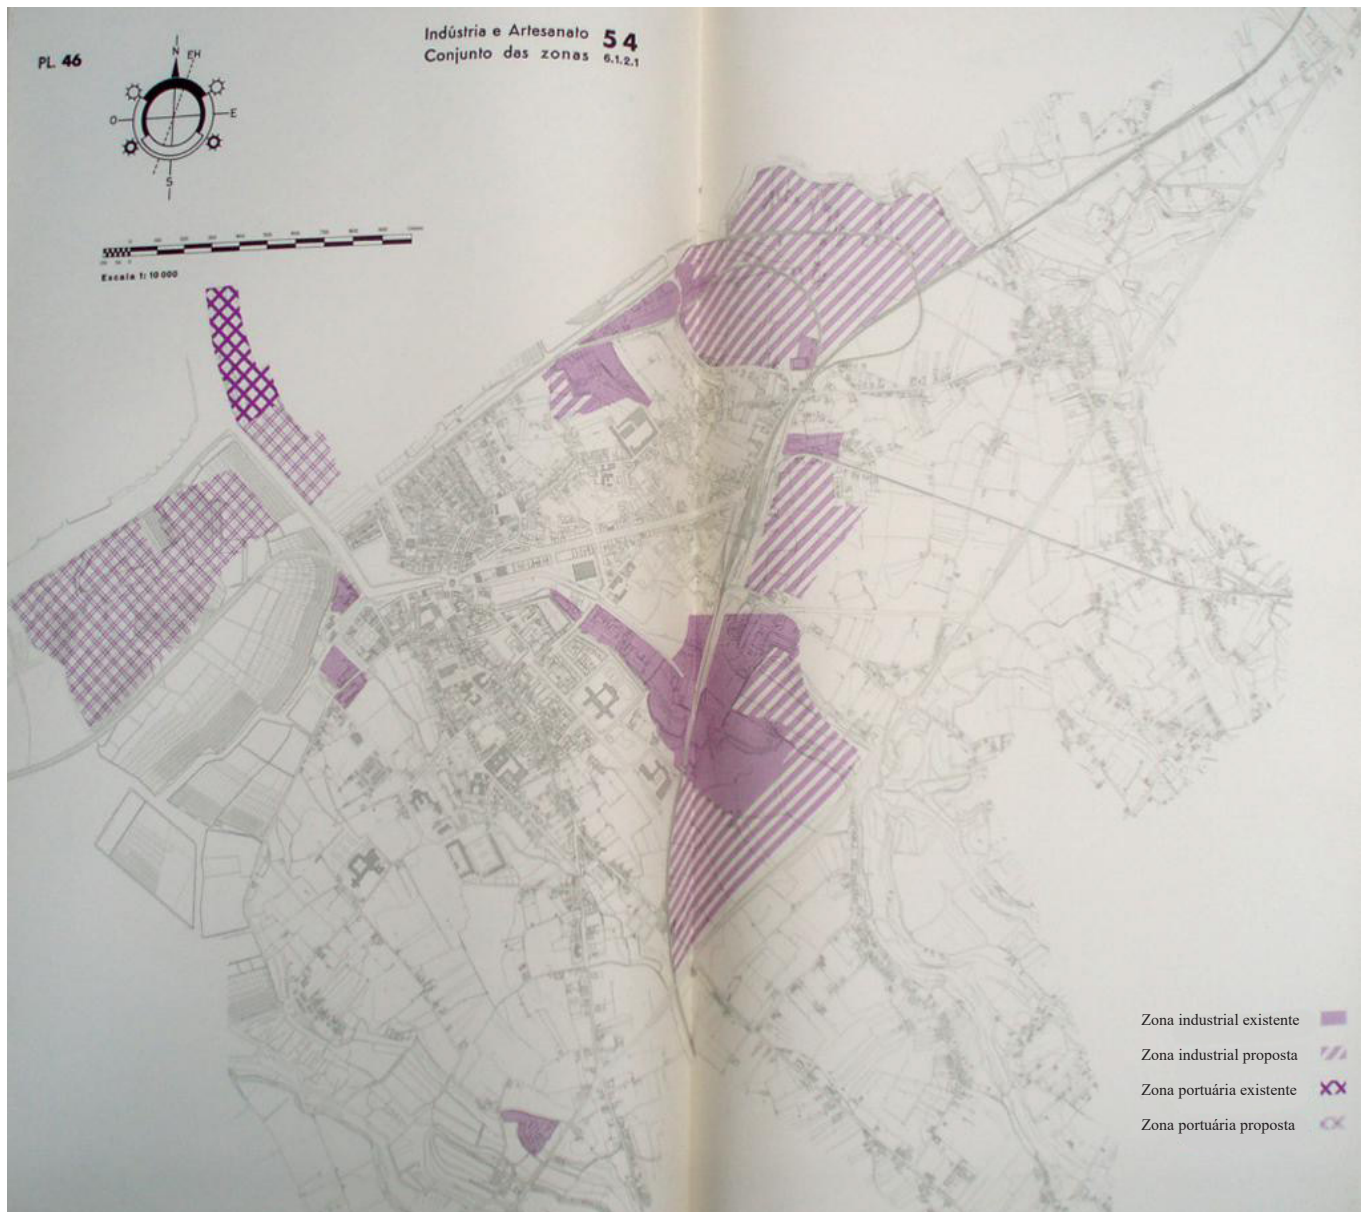 PL. 46
Indústria e Artesanato 54
Conjunto das zonas 6.1.2.1
N
EH
O
E
S
Escala 1: 10 000
Zona industrial existente
Zona industrial proposta
Zona portuária existente
Zona portuária proposta